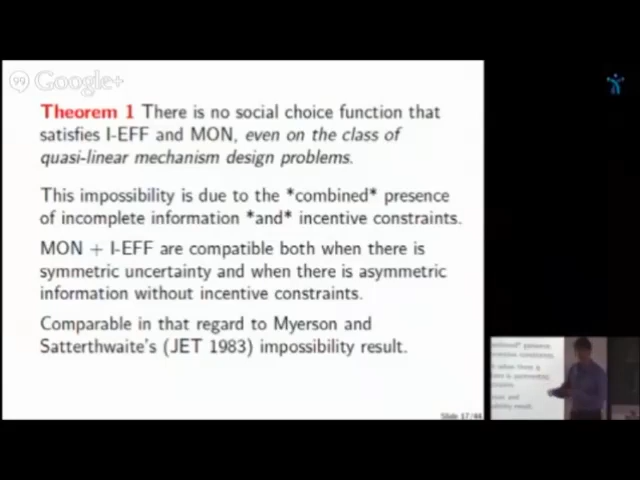 Google+
Theorem 1 There is no social choice function that
satisfies I-EFF and MON, even on the class of
quasi-linear mechanism design problems.
This impossibility is due to the *combined* presence
of incomplete information *and* incentive constraints.
MON + I-EFF are compatible both when there is
symmetric uncertainty and when there is asymmetric
information without incentive constraints.
Comparable in that regard to Myerson and
Satterthwaite's (JET 1983) impossibility result.
Slide 17/44